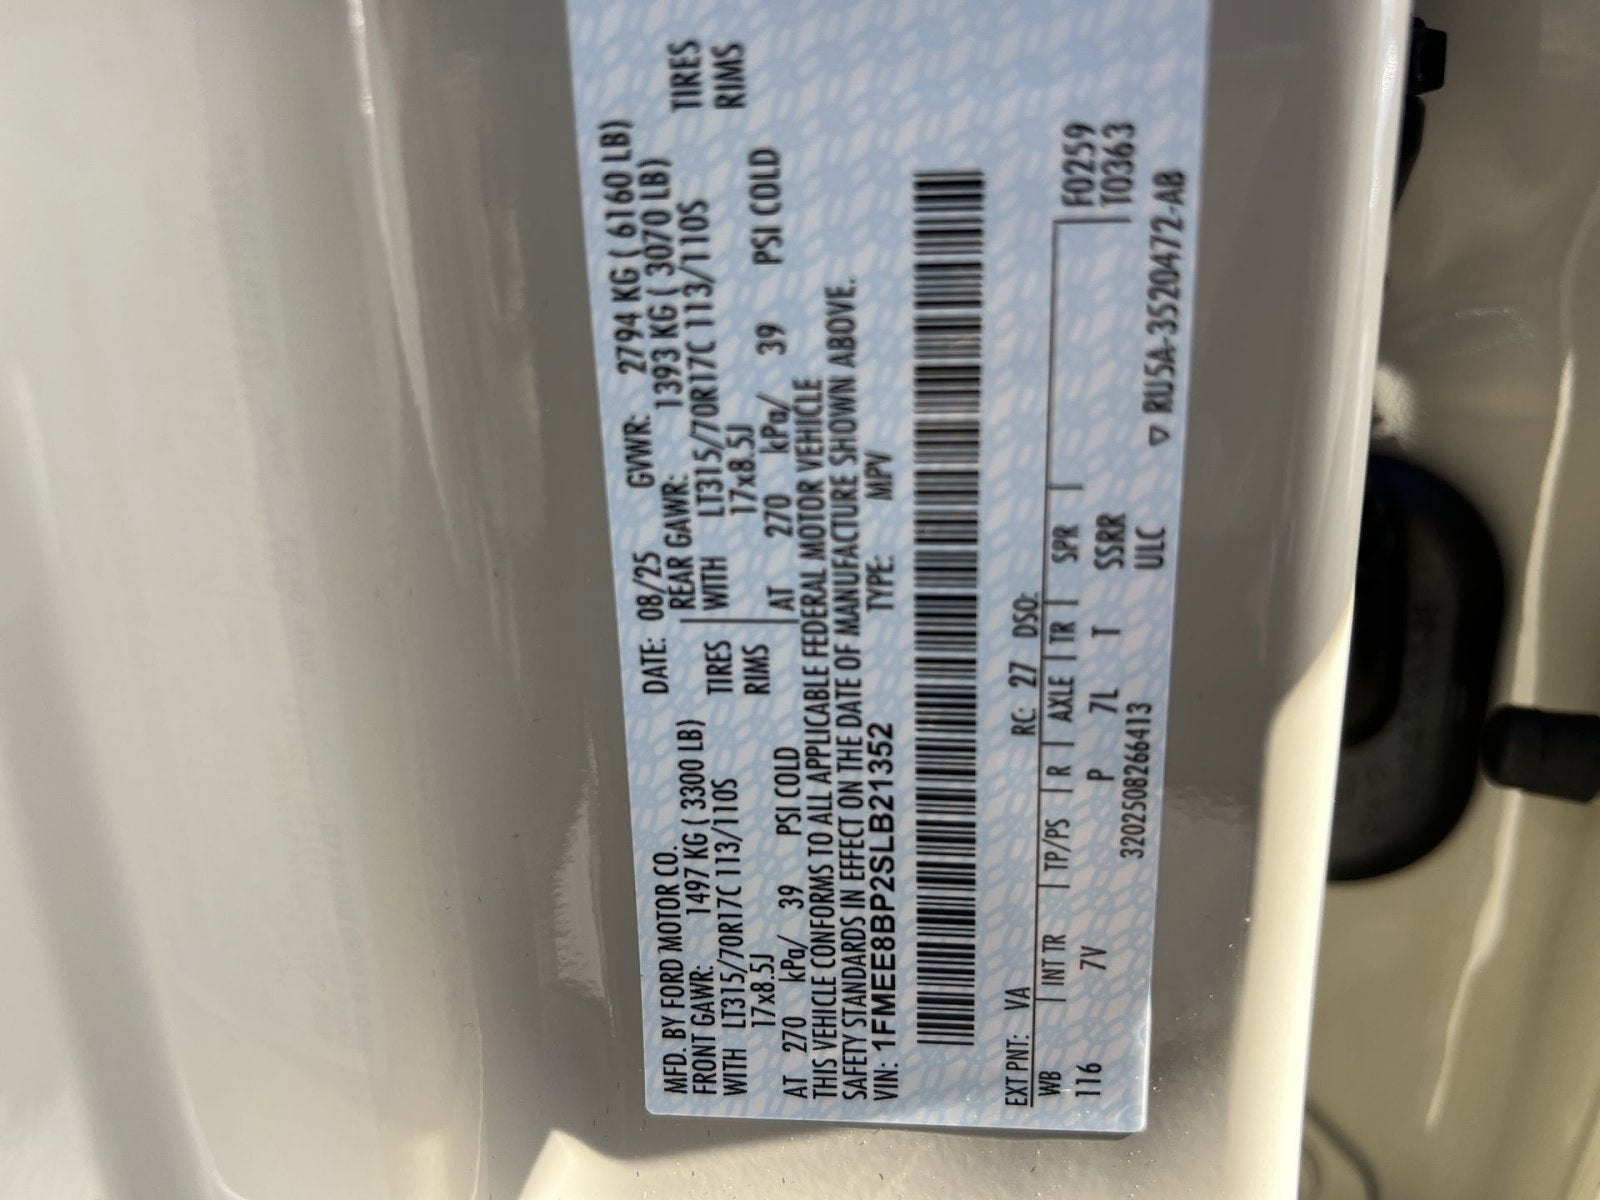 MFD. BY FORD MOTOR CO.   DATE: 08/25   GVWR: 2794 KG ( 6160 LB)
FRONT GAWR: 1497 KG ( 3300 LB)   REAR GAWR: 1393 KG ( 3070 LB)
WITH LT315/70R17C 113/110S TIRES   WITH LT315/70R17C 113/110S TIRES
17x8.5J RIMS   17x8.5J RIMS
AT 270 kPa/ 39 PSI COLD   AT 270 kPa/ 39 PSI COLD
THIS VEHICLE CONFORMS TO ALL APPLICABLE FEDERAL MOTOR VEHICLE
SAFETY STANDARDS IN EFFECT ON THE DATE OF MANUFACTURE SHOWN ABOVE.
VIN: 1FMEE8BP2SLB21352   TYPE: MPV
EXT PNT: VA   RC: 27   DSO:   F0259
WB | INT TR | TP/PS | R | AXLE | TR | SPR   T0363
116   7V   P   7L   T   SSRR
3202508266413   ULC   ▽ RU5A-3520472-AB